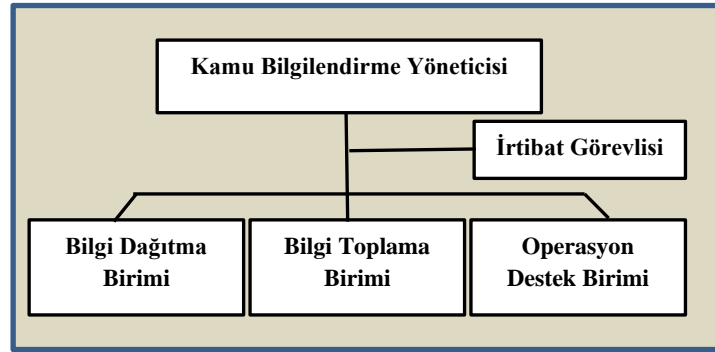 Kamu Bilgilendirme Yöneticisi
İrtibat Görevlisi
Bilgi Dağıtma
Birimi
Bilgi Toplama
Birimi
Operasyon
Destek Birimi